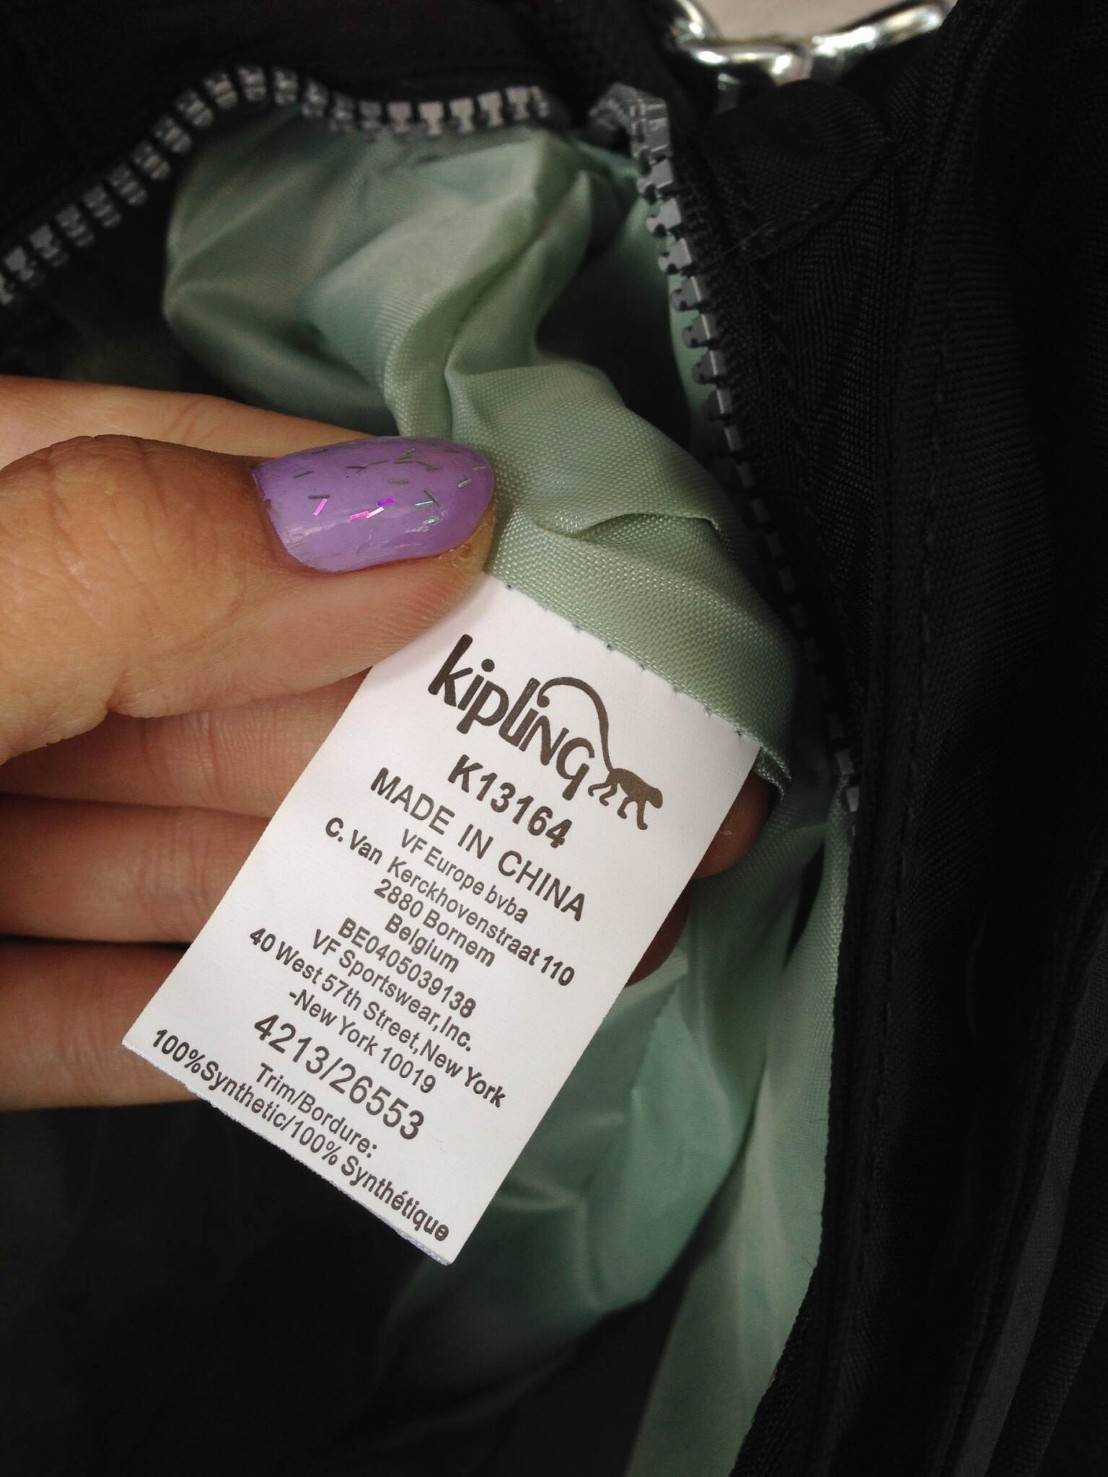 kipling
K13164
MADE IN CHINA
VF Europe bvba
C. Van Kerckhovenstraat 110
2880 Bornem
Belgium
BE0405039138
VF Sportswear,Inc.
40 West 57th Street,New York
-New York 10019
4213/26553
Trim/Bordure:
100%Synthetic/100% Synthétique